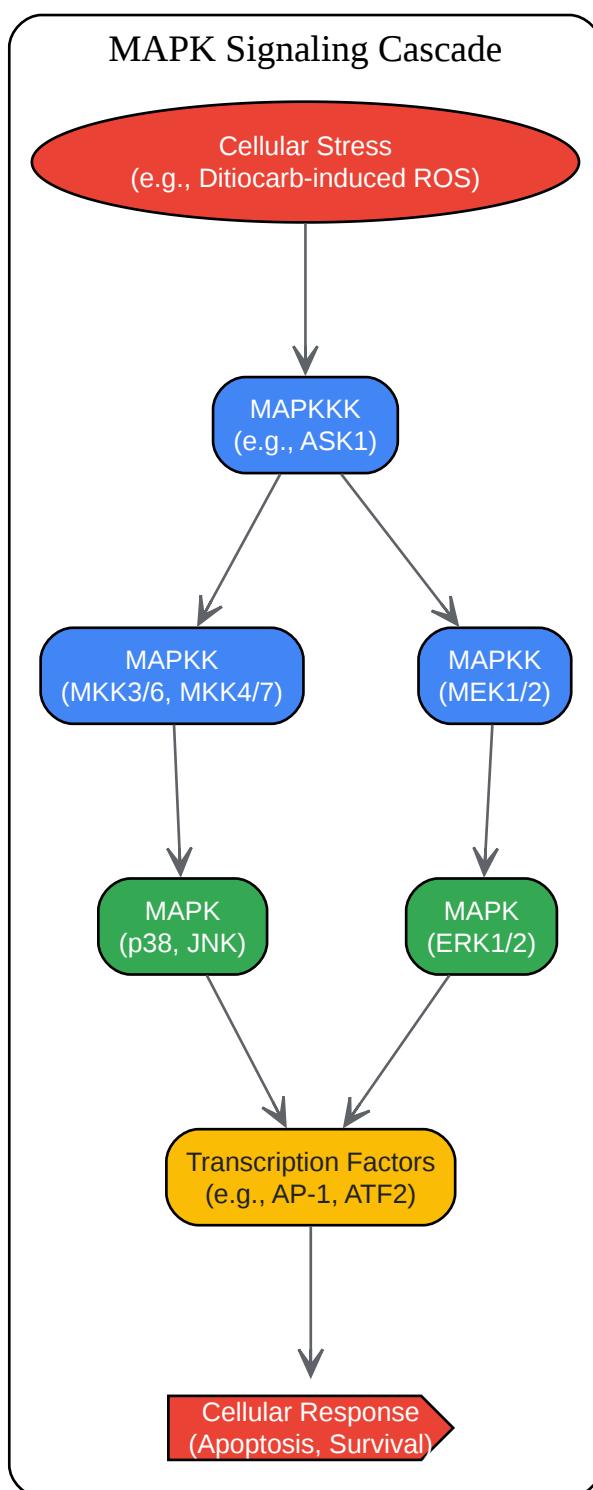 MAPK Signaling Cascade
Cellular Stress
(e.g., Ditiocarb-induced ROS)
MAPKKK
(e.g., ASK1)
MAPKK
(MKK3/6, MKK4/7)
MAPKK
(MEK1/2)
MAPK
(p38, JNK)
MAPK
(ERK1/2)
Transcription Factors
(e.g., AP-1, ATF2)
Cellular Response
(Apoptosis, Survival)